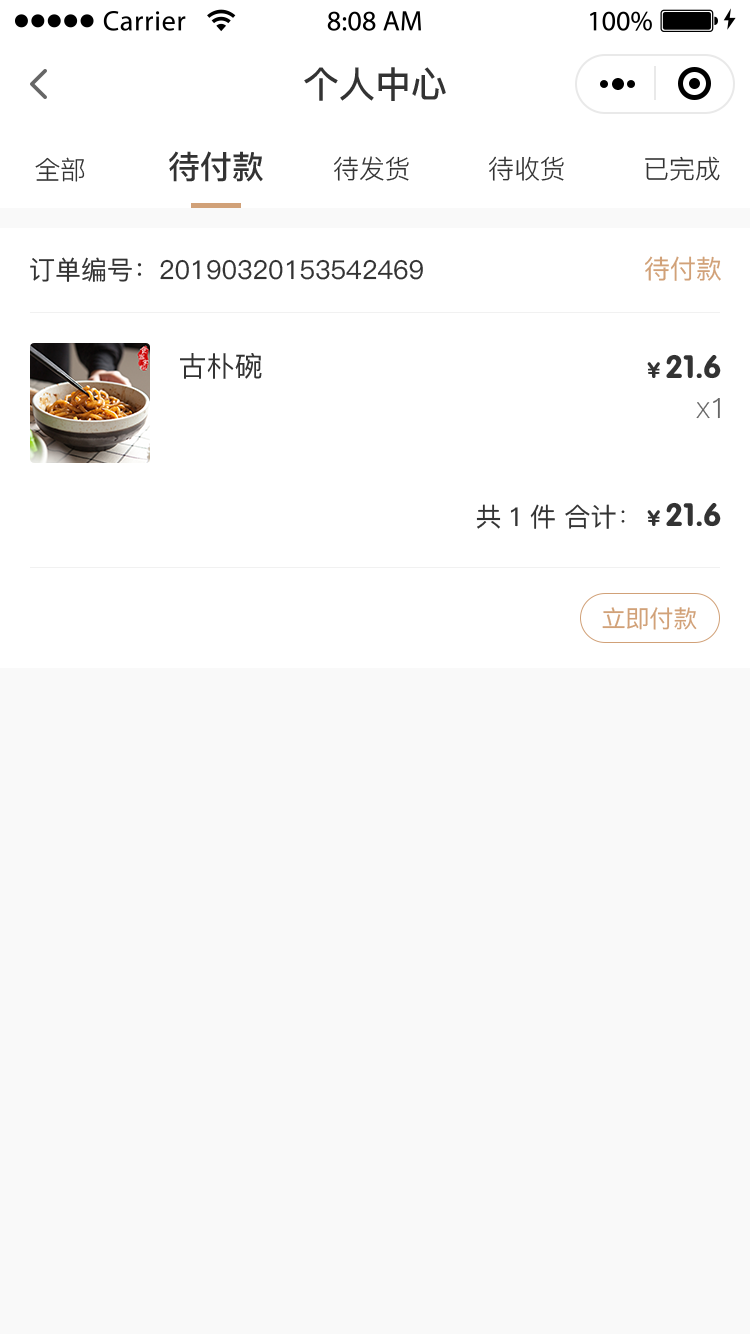 Carrier 8:08 AM 100%
个人中心
全部 待付款 待发货 待收货 已完成
订单编号：20190320153542469 待付款
古朴碗 ¥21.6
x1
共 1 件 合计： ¥21.6
立即付款